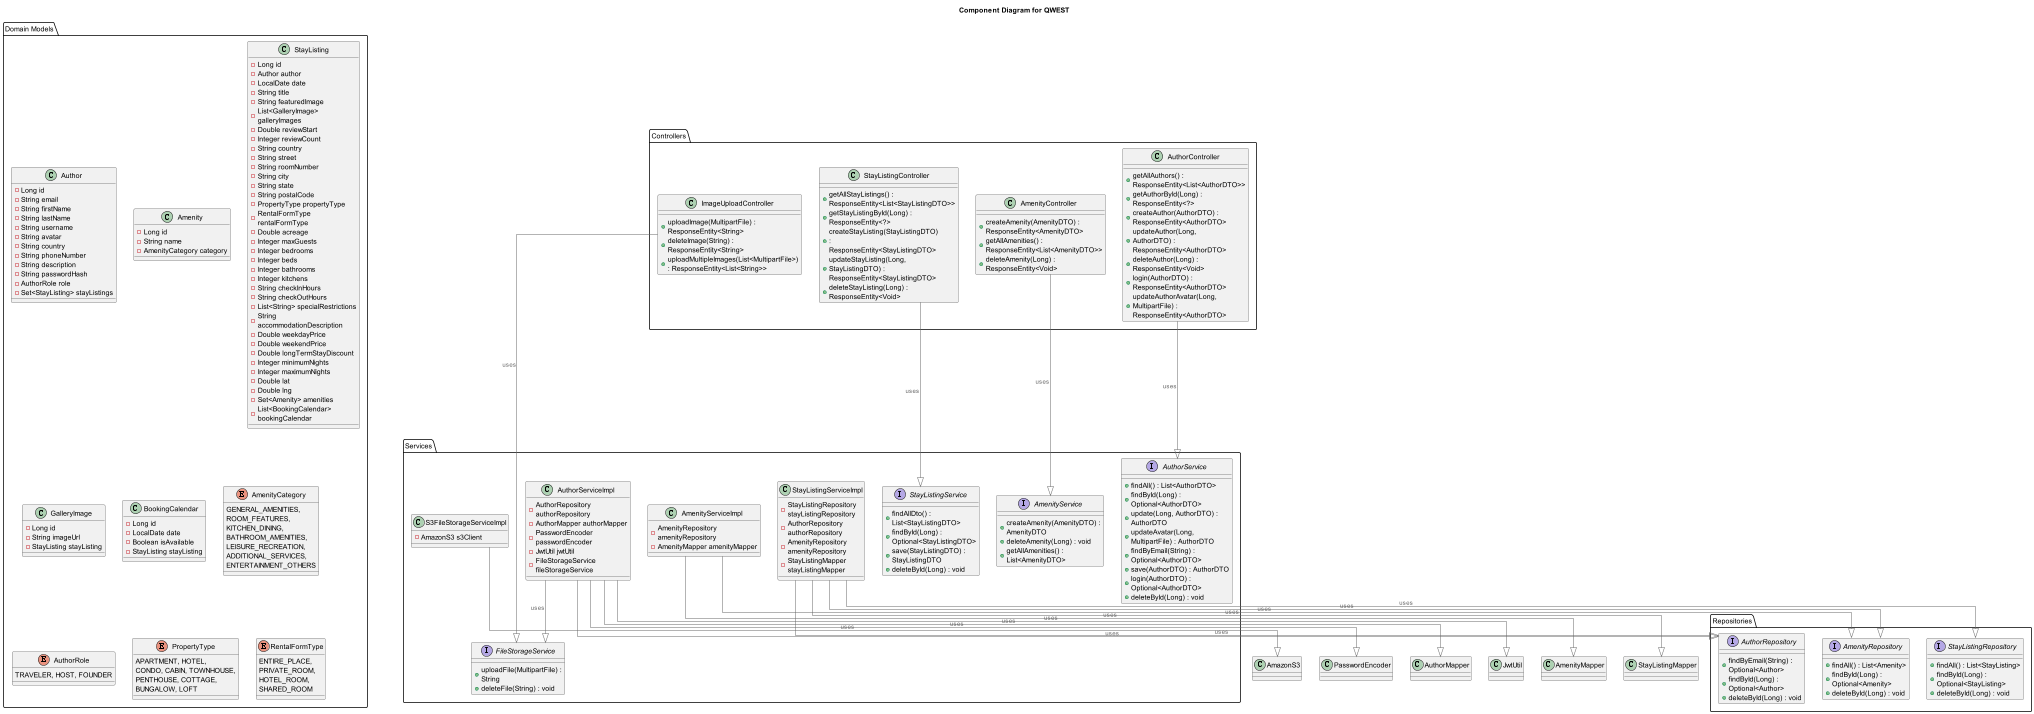 Component Diagram for QWEST
Domain Models
StayListing
Long id
Author author
LocalDate date
String title
String featuredImage
List<GalleryImage>
galleryImages
Double reviewStart
Integer reviewCount
String country
String street
String roomNumber
String city
String state
String postalCode
PropertyType propertyType
RentalFormType
rentalFormType
Double acreage
Integer maxGuests
Integer bedrooms
Integer beds
Integer bathrooms
Integer kitchens
String checkInHours
String checkOutHours
List<String> specialRestrictions
String
accommodationDescription
Double weekdayPrice
Double weekendPrice
Double longTermStayDiscount
Integer minimumNights
Integer maximumNights
Double lat
Double lng
Set<Amenity> amenities
List<BookingCalendar>
bookingCalendar
Author
Long id
String email
String firstName
String lastName
String username
String avatar
String country
String phoneNumber
String description
String passwordHash
AuthorRole role
Set<StayListing> stayListings
Amenity
Long id
String name
AmenityCategory category
GalleryImage
Long id
String imageUrl
StayListing stayListing
BookingCalendar
Long id
LocalDate date
Boolean isAvailable
StayListing stayListing
AmenityCategory
GENERAL_AMENITIES,
ROOM_FEATURES,
KITCHEN_DINING,
BATHROOM_AMENITIES,
LEISURE_RECREATION,
ADDITIONAL_SERVICES,
ENTERTAINMENT_OTHERS
AuthorRole
TRAVELER, HOST, FOUNDER
PropertyType
APARTMENT, HOTEL,
CONDO, CABIN, TOWNHOUSE,
PENTHOUSE, COTTAGE,
BUNGALOW, LOFT
RentalFormType
ENTIRE_PLACE,
PRIVATE_ROOM,
HOTEL_ROOM,
SHARED_ROOM
Controllers
ImageUploadController
uploadImage(MultipartFile) :
ResponseEntity<String>
deleteImage(String) :
ResponseEntity<String>
uploadMultipleImages(List<MultipartFile>)
: ResponseEntity<List<String>>
StayListingController
getAllStayListings() :
ResponseEntity<List<StayListingDTO>>
getStayListingById(Long) :
ResponseEntity<?>
createStayListing(StayListingDTO)
:
ResponseEntity<StayListingDTO>
updateStayListing(Long,
StayListingDTO) :
ResponseEntity<StayListingDTO>
deleteStayListing(Long) :
ResponseEntity<Void>
AmenityController
createAmenity(AmenityDTO) :
ResponseEntity<AmenityDTO>
getAllAmenities() :
ResponseEntity<List<AmenityDTO>>
deleteAmenity(Long) :
ResponseEntity<Void>
AuthorController
getAllAuthors() :
ResponseEntity<List<AuthorDTO>>
getAuthorById(Long) :
ResponseEntity<?>
createAuthor(AuthorDTO) :
ResponseEntity<AuthorDTO>
updateAuthor(Long,
AuthorDTO) :
ResponseEntity<AuthorDTO>
deleteAuthor(Long) :
ResponseEntity<Void>
login(AuthorDTO) :
ResponseEntity<AuthorDTO>
updateAuthorAvatar(Long,
MultipartFile) :
ResponseEntity<AuthorDTO>
uses
uses
uses
uses
Services
S3FileStorageServiceImpl
AmazonS3 s3Client
AuthorServiceImpl
AuthorRepository
authorRepository
AuthorMapper authorMapper
PasswordEncoder
passwordEncoder
JwtUtil jwtUtil
FileStorageService
fileStorageService
AmenityServiceImpl
AmenityRepository
amenityRepository
AmenityMapper amenityMapper
StayListingServiceImpl
StayListingRepository
stayListingRepository
AuthorRepository
authorRepository
AmenityRepository
amenityRepository
StayListingMapper
stayListingMapper
StayListingService
findAllDto() :
List<StayListingDTO>
findById(Long) :
Optional<StayListingDTO>
save(StayListingDTO) :
StayListingDTO
deleteById(Long) : void
AmenityService
createAmenity(AmenityDTO) :
AmenityDTO
deleteAmenity(Long) : void
getAllAmenities() :
List<AmenityDTO>
AuthorService
findAll() : List<AuthorDTO>
findById(Long) :
Optional<AuthorDTO>
update(Long, AuthorDTO) :
AuthorDTO
updateAvatar(Long,
MultipartFile) : AuthorDTO
findByEmail(String) :
Optional<AuthorDTO>
save(AuthorDTO) : AuthorDTO
login(AuthorDTO) :
Optional<AuthorDTO>
deleteById(Long) : void
uses
uses
uses
uses
uses
uses
uses
uses
uses
uses
uses
uses
FileStorageService
uploadFile(MultipartFile) :
String
deleteFile(String) : void
AmazonS3
PasswordEncoder
AuthorMapper
JwtUtil
AmenityMapper
StayListingMapper
Repositories
AuthorRepository
findByEmail(String) :
Optional<Author>
findById(Long) :
Optional<Author>
deleteById(Long) : void
AmenityRepository
findAll() : List<Amenity>
findById(Long) :
Optional<Amenity>
deleteById(Long) : void
StayListingRepository
findAll() : List<StayListing>
findById(Long) :
Optional<StayListing>
deleteById(Long) : void